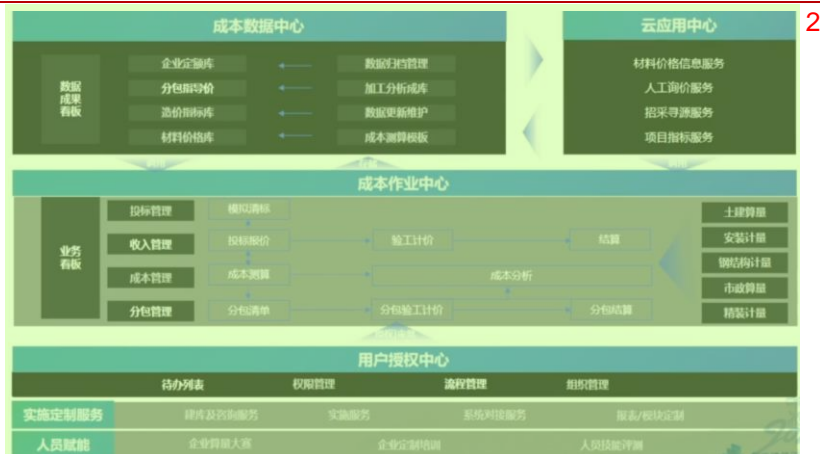 2
成本数据中心
云应用中心
数据
成果
看板
企业定额库 数据归档管理
分包指导价 加工分析成库
造价指标库 数据更新维护
材料价格库 成本测算模板
材料价格信息服务
人工询价服务
招采寻源服务
项目指标服务
成本作业中心
业务
看板
投标管理 模拟清标
收入管理 投标报价 验工计价 结算
成本管理 成本测算 成本分析
分包管理 分包清单 分包验工计价 分包结算
土建算量
安装计量
钢结构计量
市政算量
精装计量
用户授权中心
待办列表 权限管理 流程管理 组织管理
实施定制服务 建库及咨询服务 实施服务 系统对接服务 报表/模块定制
人员赋能 企业算量大赛 企业定制培训 人员技能评测